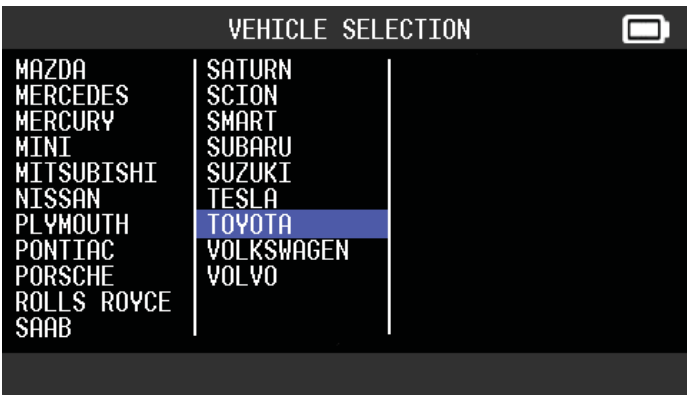 VEHICLE SELECTION
MAZDA
MERCEDES
MERCURY
MINI
MITSUBISHI
NISSAN
PLYMOUTH
PONTIAC
PORSCHE
ROLLS ROYCE
SAAB
SATURN
SCION
SMART
SUBARU
SUZUKI
TESLA
TOYOTA
VOLKSWAGEN
VOLVO